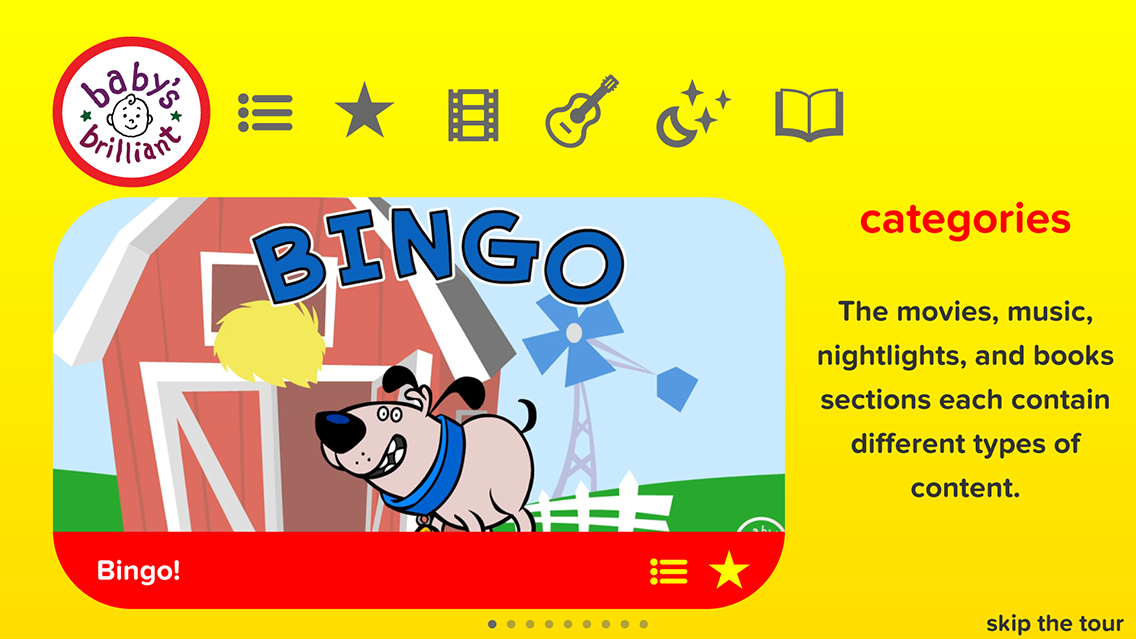 baby's
brilliant
categories
BINGO
The movies, music,
nightlights, and books
sections each contain
different types of
content.
Bingo!
skip the tour